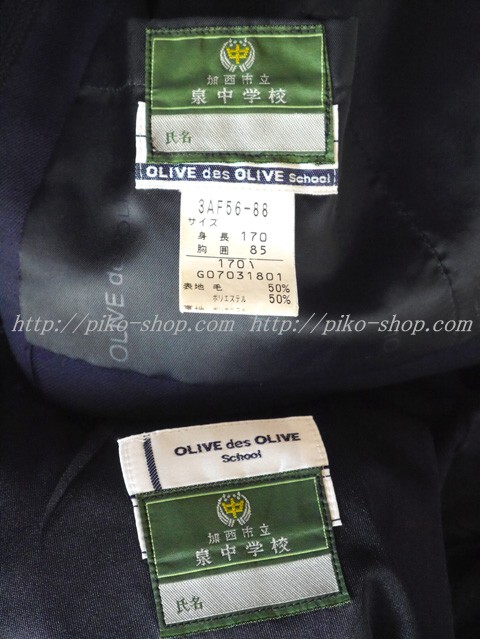 加西市立
泉中学校
氏名
OLIVE des OLIVE School
3AF56-88
サイズ
身長 170
胸囲 85
1701
G07031801
表地 毛 50%
ポリエステル 50%
OLIVE du
http://piko-shop.com http://piko-shop.com
OLIVE des OLIVE
School
加西市立
泉中学校
氏名